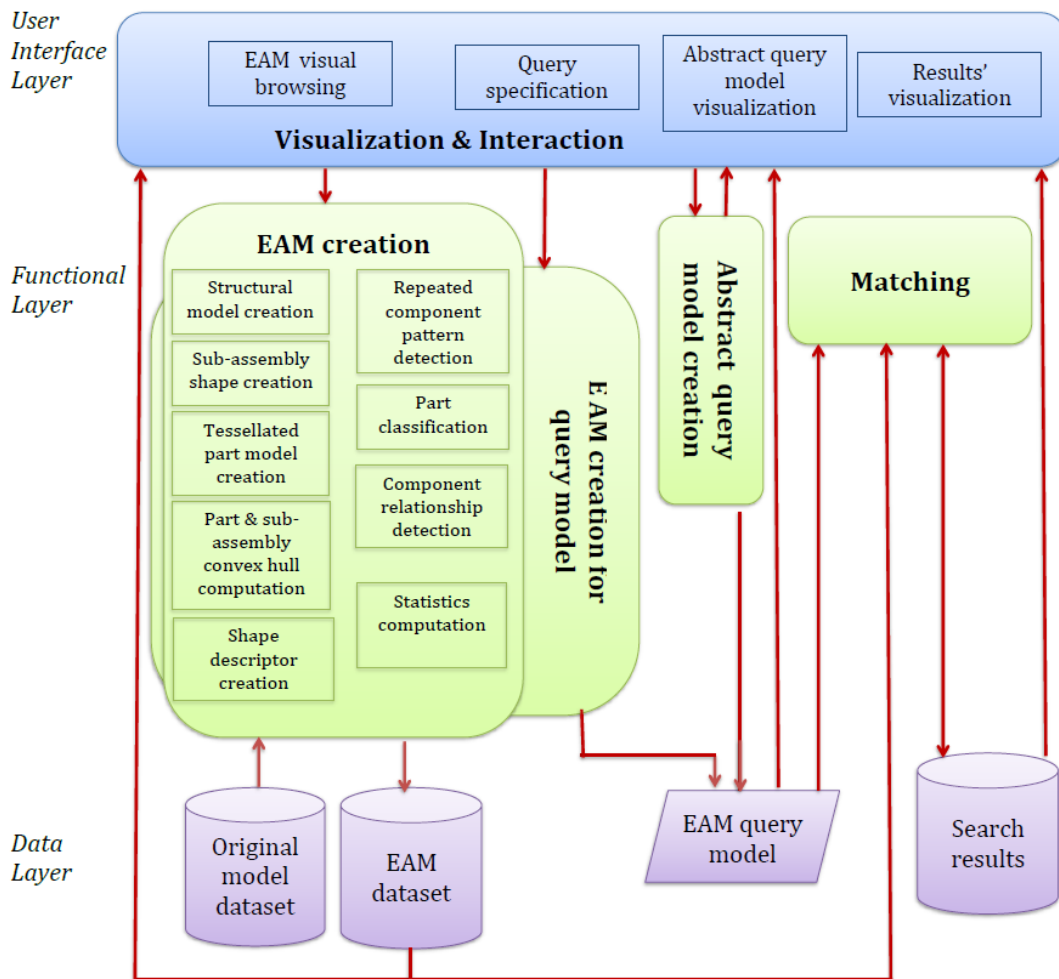 User
Interface
Layer
EAM visual
browsing
Query
specification
Abstract query
model
visualization
Results'
visualization
Visualization & Interaction
Functional
Layer
EAM creation
Structural
model creation
Sub-assembly
shape creation
Tessellated
part model
creation
Part & sub-
assembly
convex hull
computation
Shape
descriptor
creation
Repeated
component
pattern
detection
Part
classification
Component
relationship
detection
Statistics
computation
E AM creation for
query model
Abstract query
model creation
Matching
Data
Layer
Original
model
dataset
EAM
dataset
EAM query
model
Search
results